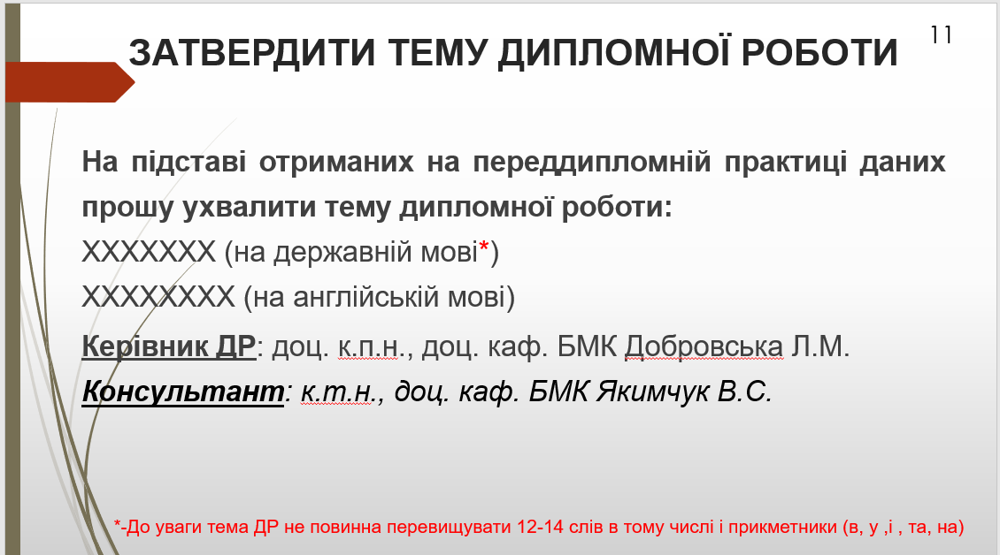 11
ЗАТВЕРДИТИ ТЕМУ ДИПЛОМНОЇ РОБОТИ
На підставі отриманих на переддипломній практиці даних
прошу ухвалити тему дипломної роботи:
ХХХХХХХ (на державній мові*)
ХХХХХХХХ (на англійській мові)
Керівник ДР: доц. к.п.н., доц. каф. БМК Добровська Л.М.
Консультант: к.т.н., доц. каф. БМК Якимчук В.С.
*-До уваги тема ДР не повинна перевищувати 12-14 слів в тому числі і прикметники (в, у ,і , та, на)